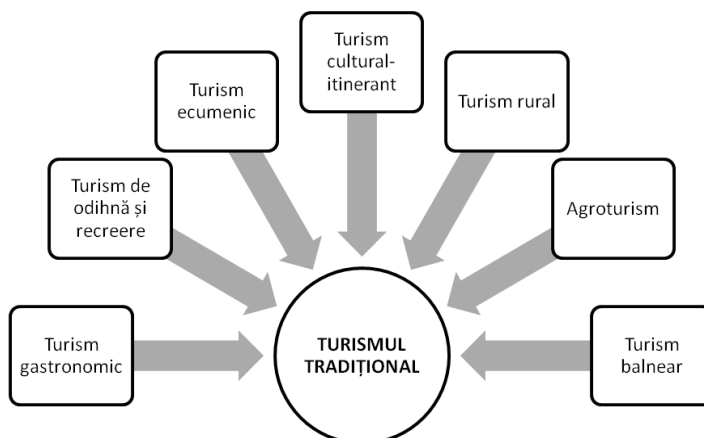 Turism
cultural-
itinerant
Turism
ecumenic
Turism rural
Turism de
odihnă și
recreere
Agroturism
Turism
gastronomic
TURISMUL
TRADIȚIONAL
Turism
balnear